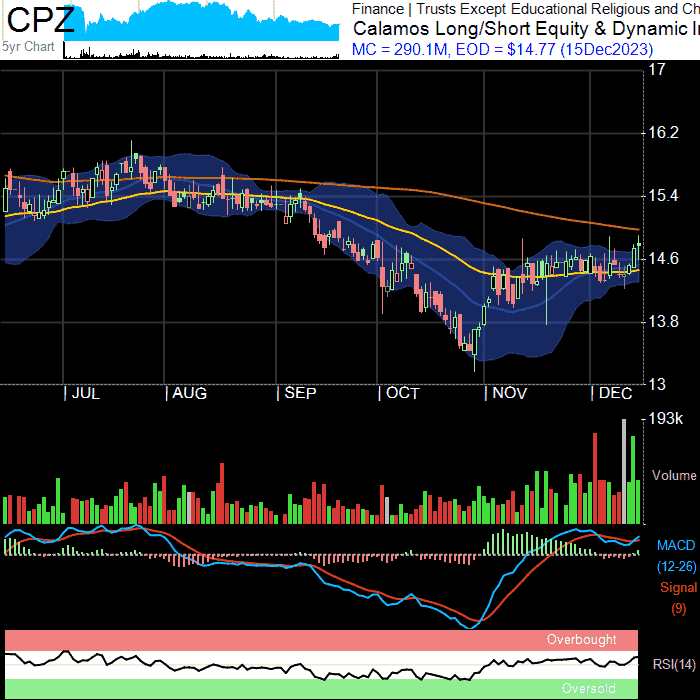 CPZ
5yr Chart
Finance | Trusts Except Educational Religious and Ch
Calamos Long/Short Equity & Dynamic I
MC = 290.1M, EOD = $14.77 (15Dec2023)
17
16.2
15.4
14.6
13.8
13
| JUL | AUG | SEP | OCT | NOV | DEC
193k
Volume
MACD
(12-26)
Signal
(9)
Overbought
RSI(14)
Oversold